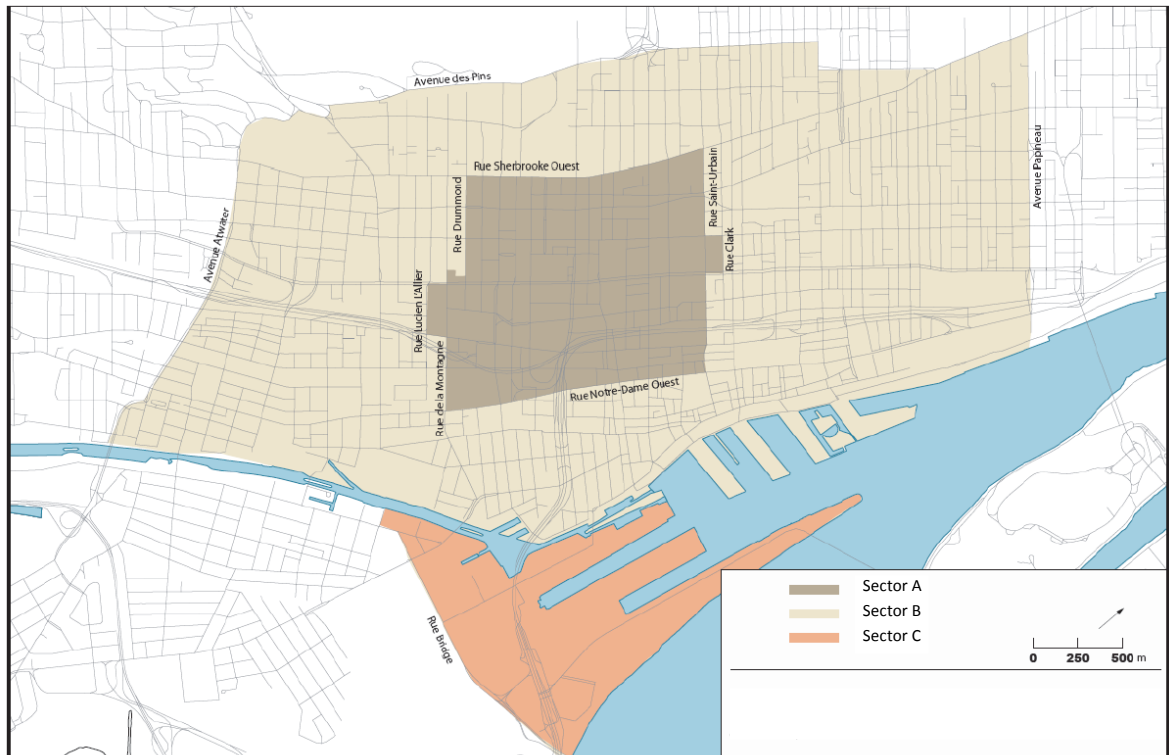 Avenue des Pins
Rue Sherbrooke Ouest
Rue Drummond
Rue Saint-Urbain
Avenue Papineau
Avenue Atwater
Rue Clark
Rue Lucien L'Allier
Rue de la Montagne
Rue Notre-Dame Ouest
Rue Bridge
Sector A
Sector B
Sector C
0 250 500 m